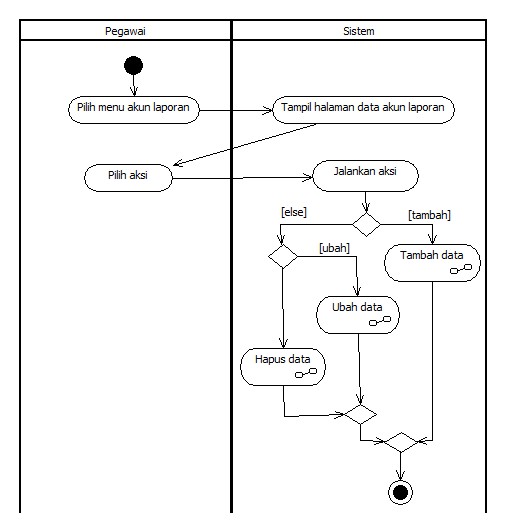 Pegawai
Sistem
Pilih menu akun laporan
Tampil halaman data akun laporan
Pilih aksi
Jalankan aksi
[else]
[tambah]
[ubah]
Tambah data
Ubah data
Hapus data